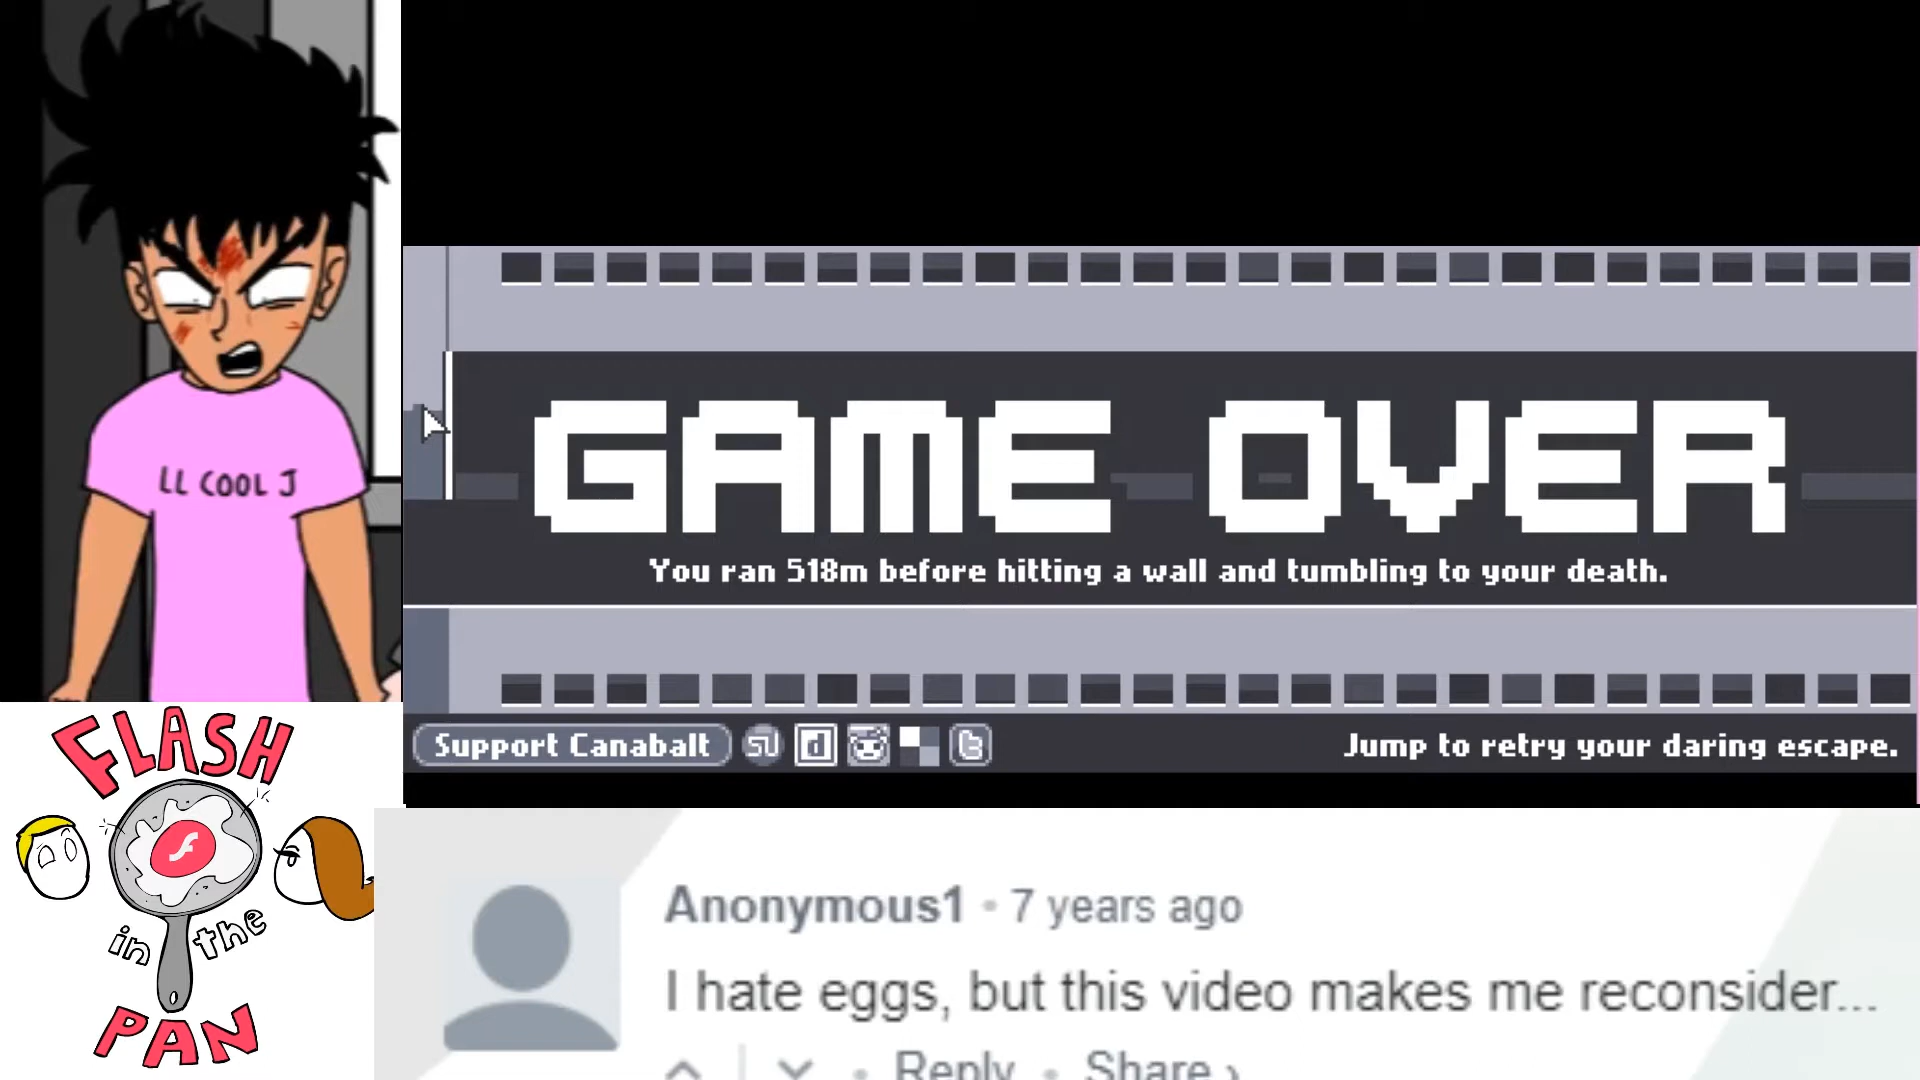 LL COOL J
GAME OVER
You ran 518m before hitting a wall and tumbling to your death.
Support Canabalt
Jump to retry your daring escape.
FLASH
in the
PAN
Anonymous1 • 7 years ago
I hate eggs, but this video makes me reconsider...
Reply • Share ›